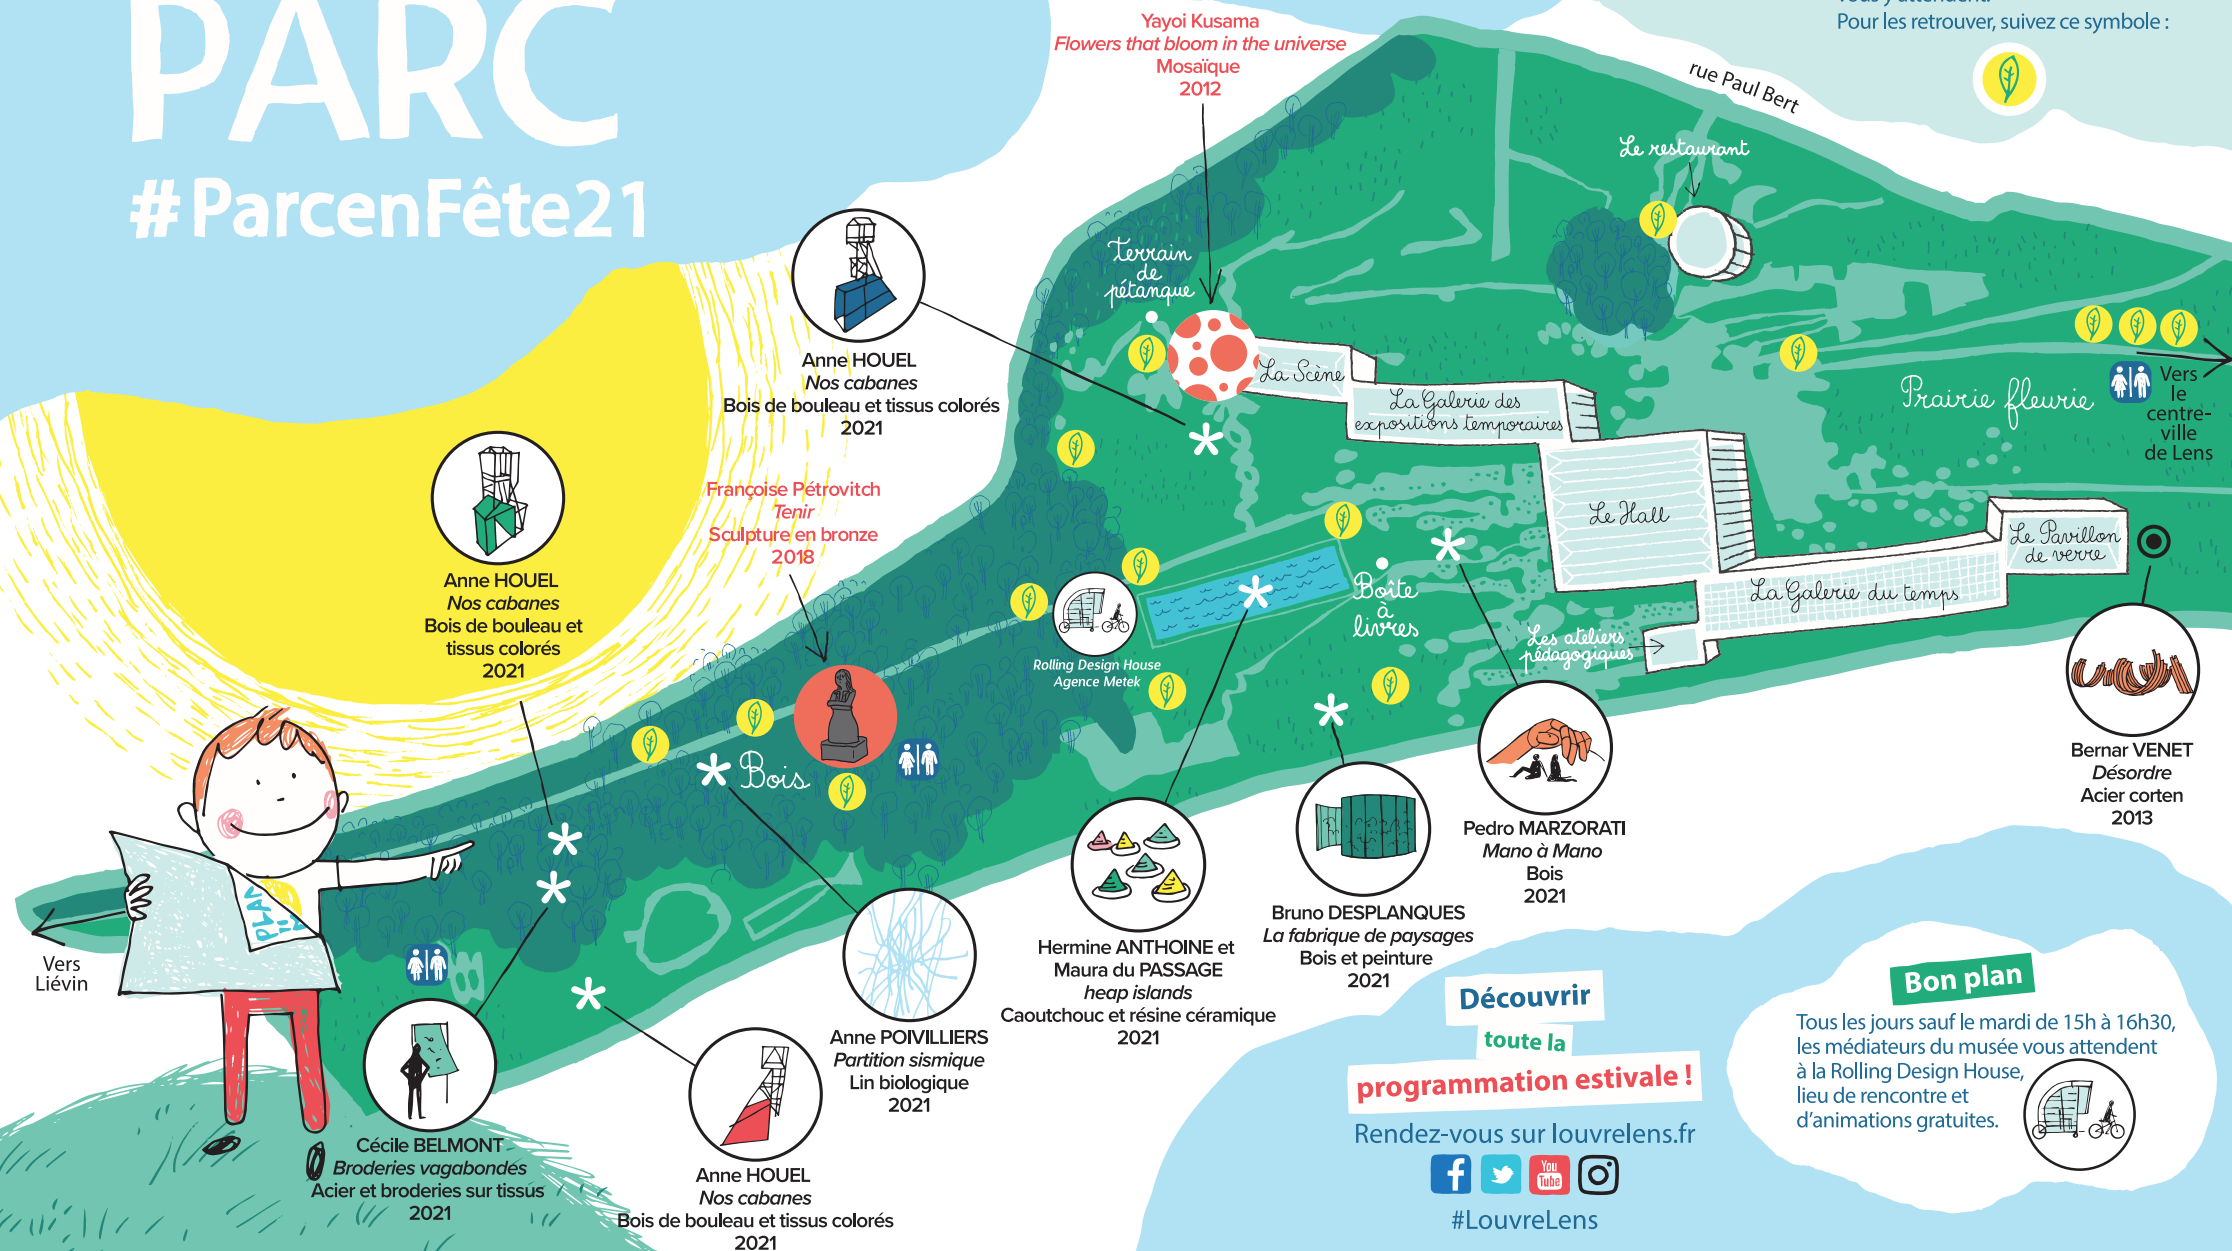 PARC
#ParcenFête21
Pour les retrouver, suivez ce symbole :
Yayoi Kusama
Flowers that bloom in the universe
Mosaïque
2012
rue Paul Bert
Le restaurant
Terrain
de
pétanque
Anne HOUEL
Nos cabanes
Bois de bouleau et tissus colorés
2021
La Scène
La Galerie des
expositions temporaires
Prairie fleurie
Vers
le
centre-
ville
de Lens
Françoise Pétrovitch
Tenir
Sculpture en bronze
2018
Anne HOUEL
Nos cabanes
Bois de bouleau et
tissus colorés
2021
Le Hall
Le Pavillon
de verre
La Galerie du temps
Boîte
à
livres
Les ateliers
pédagogiques
Rolling Design House
Agence Metek
Bois
Bernar VENET
Désordre
Acier corten
2013
Pedro MARZORATI
Mano à Mano
Bois
2021
Bruno DESPLANQUES
La fabrique de paysages
Bois et peinture
2021
Hermine ANTHOINE et
Maura du PASSAGE
heap islands
Caoutchouc et résine céramique
2021
Anne POIVILLIERS
Partition sismique
Lin biologique
2021
PLAN
Vers
Liévin
Cécile BELMONT
Broderies vagabondes
Acier et broderies sur tissus
2021
Anne HOUEL
Nos cabanes
Bois de bouleau et tissus colorés
2021
Découvrir
toute la
programmation estivale !
Rendez-vous sur louvrelens.fr
You
Tube
#LouvreLens
Bon plan
Tous les jours sauf le mardi de 15h à 16h30,
les médiateurs du musée vous attendent
à la Rolling Design House,
lieu de rencontre et
d'animations gratuites.